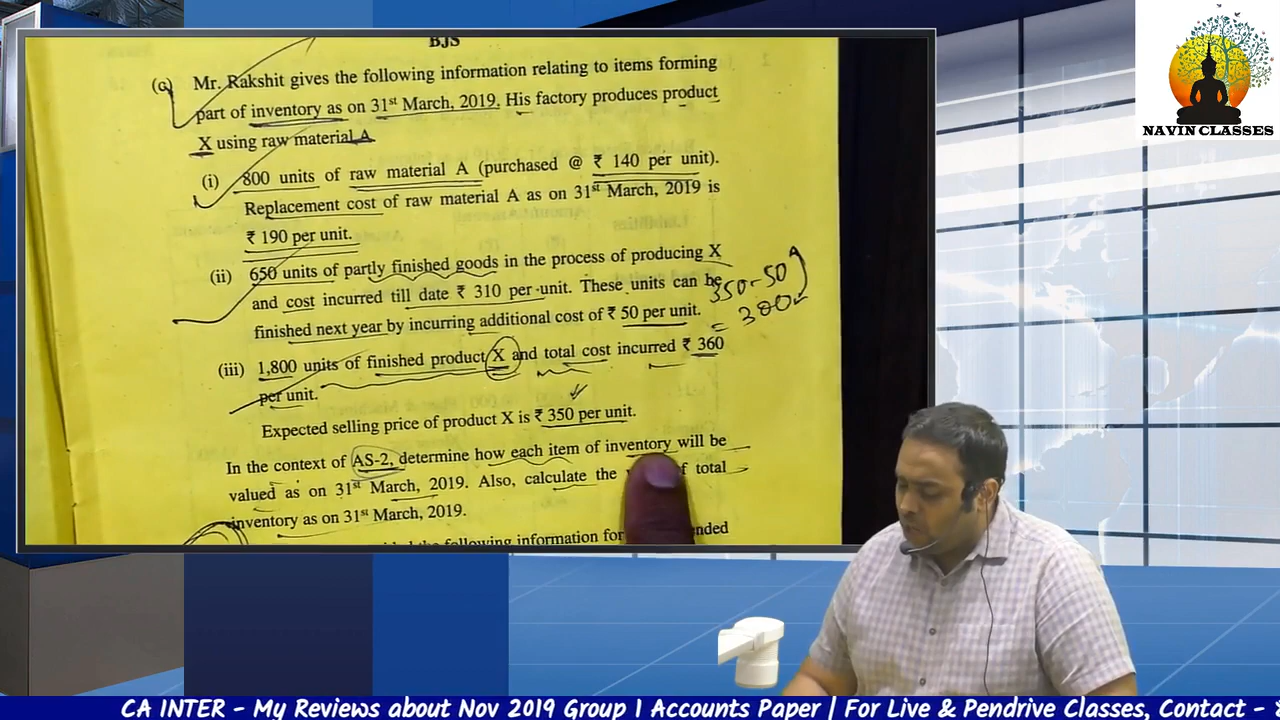 BJS
NAVIN CLASSES
(c) Mr. Rakshit gives the following information relating to items forming
part of inventory as on 31st March, 2019. His factory produces product
X using raw material A
(i) 800 units of raw material A (purchased @ ₹ 140 per unit).
Replacement cost of raw material A as on 31st March, 2019 is
₹ 190 per unit.
(ii) 650 units of partly finished goods in the process of producing X
and cost incurred till date ₹ 310 per unit. These units can be
finished next year by incurring additional cost of ₹ 50 per unit.
350-50
= 300
(iii) 1,800 units of finished product X and total cost incurred ₹ 360
per unit.
Expected selling price of product X is ₹ 350 per unit.
In the context of AS-2, determine how each item of inventory will be
valued as on 31st March, 2019. Also, calculate the of total
inventory as on 31st March, 2019.
the following information for ended
CA INTER - My Reviews about Nov 2019 Group 1 Accounts Paper | For Live & Pendrive Classes, Contact -